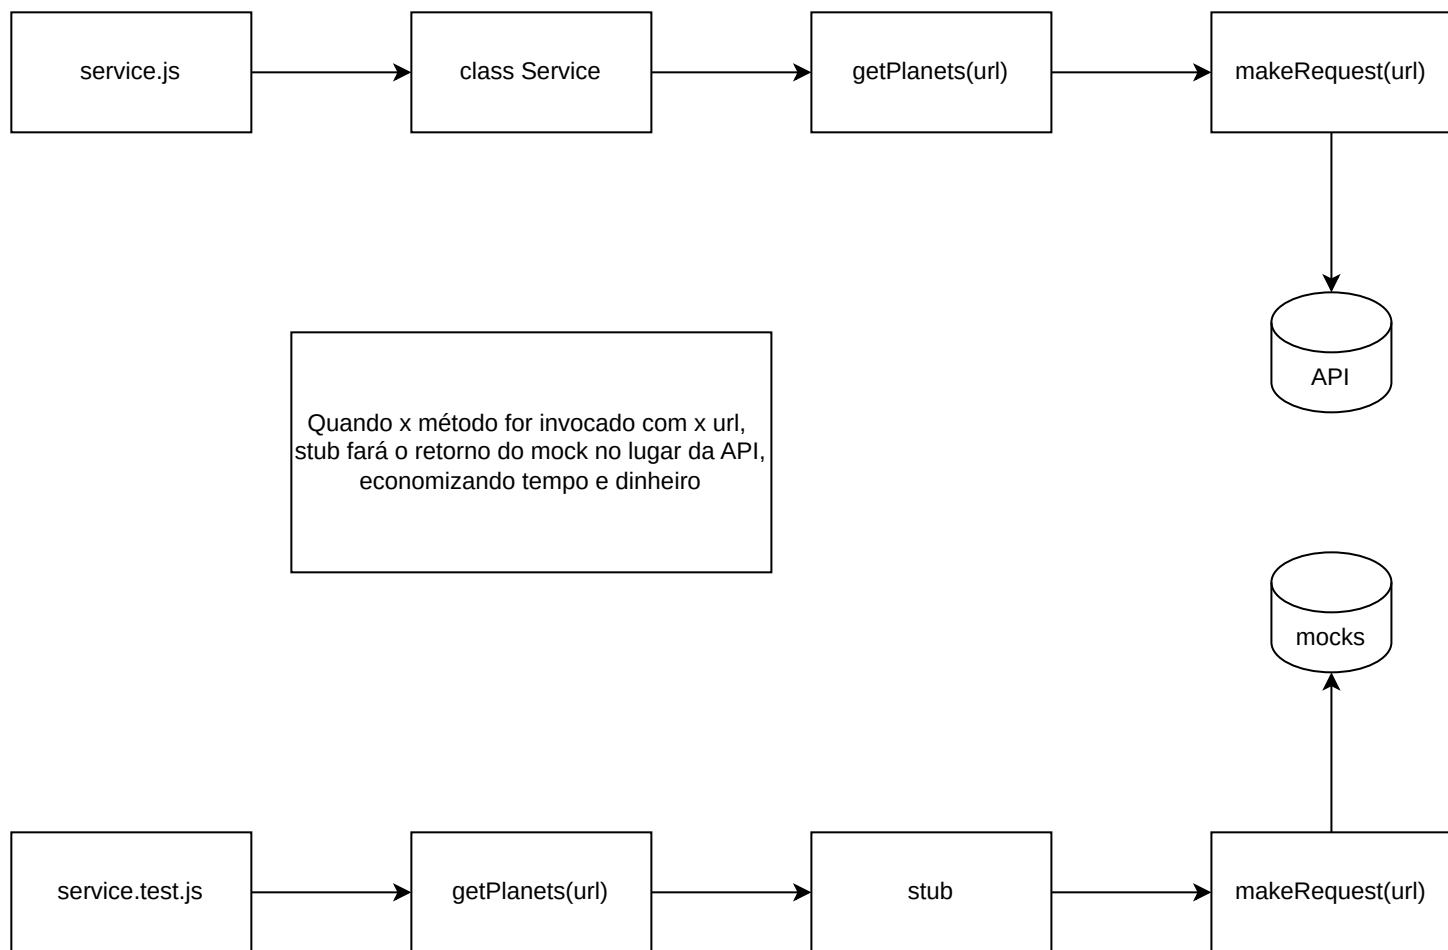 service.js
class Service
getPlanets(url)
makeRequest(url)
API
Quando x método for invocado com x url,
stub fará o retorno do mock no lugar da API,
economizando tempo e dinheiro
mocks
service.test.js
getPlanets(url)
stub
makeRequest(url)